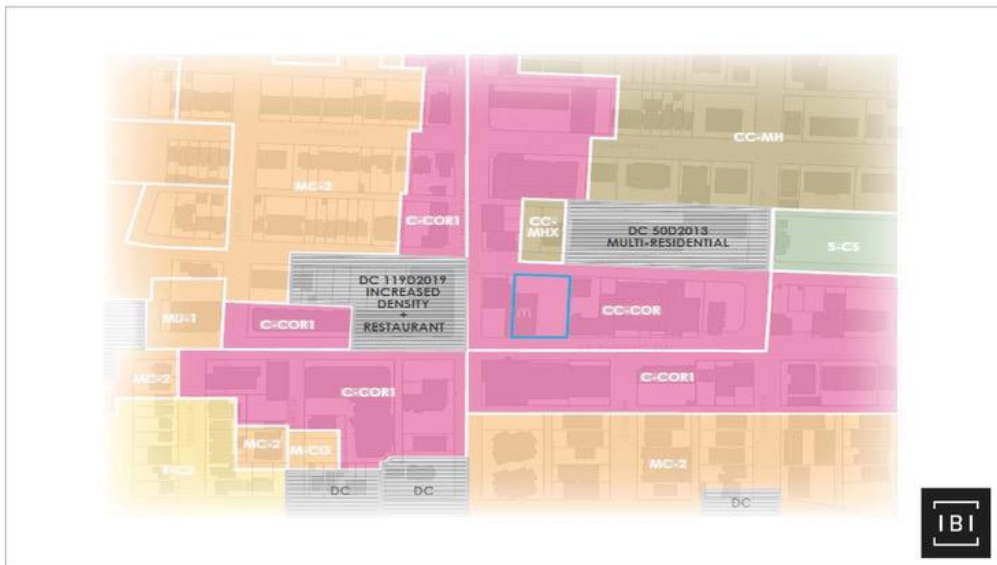 CC-MH
MC-2
C-COR1
CC-
MHX
DC 50D2013
MULTI-RESIDENTIAL
S-CS
DC 119D2019
INCREASED
DENSITY
+
RESTAURANT
MU-1
C-COR1
CC-COR
MC-2
C-COR1
C-COR1
MC-2
M-CG
R-C2
MC-2
DC
DC
DC
IBI